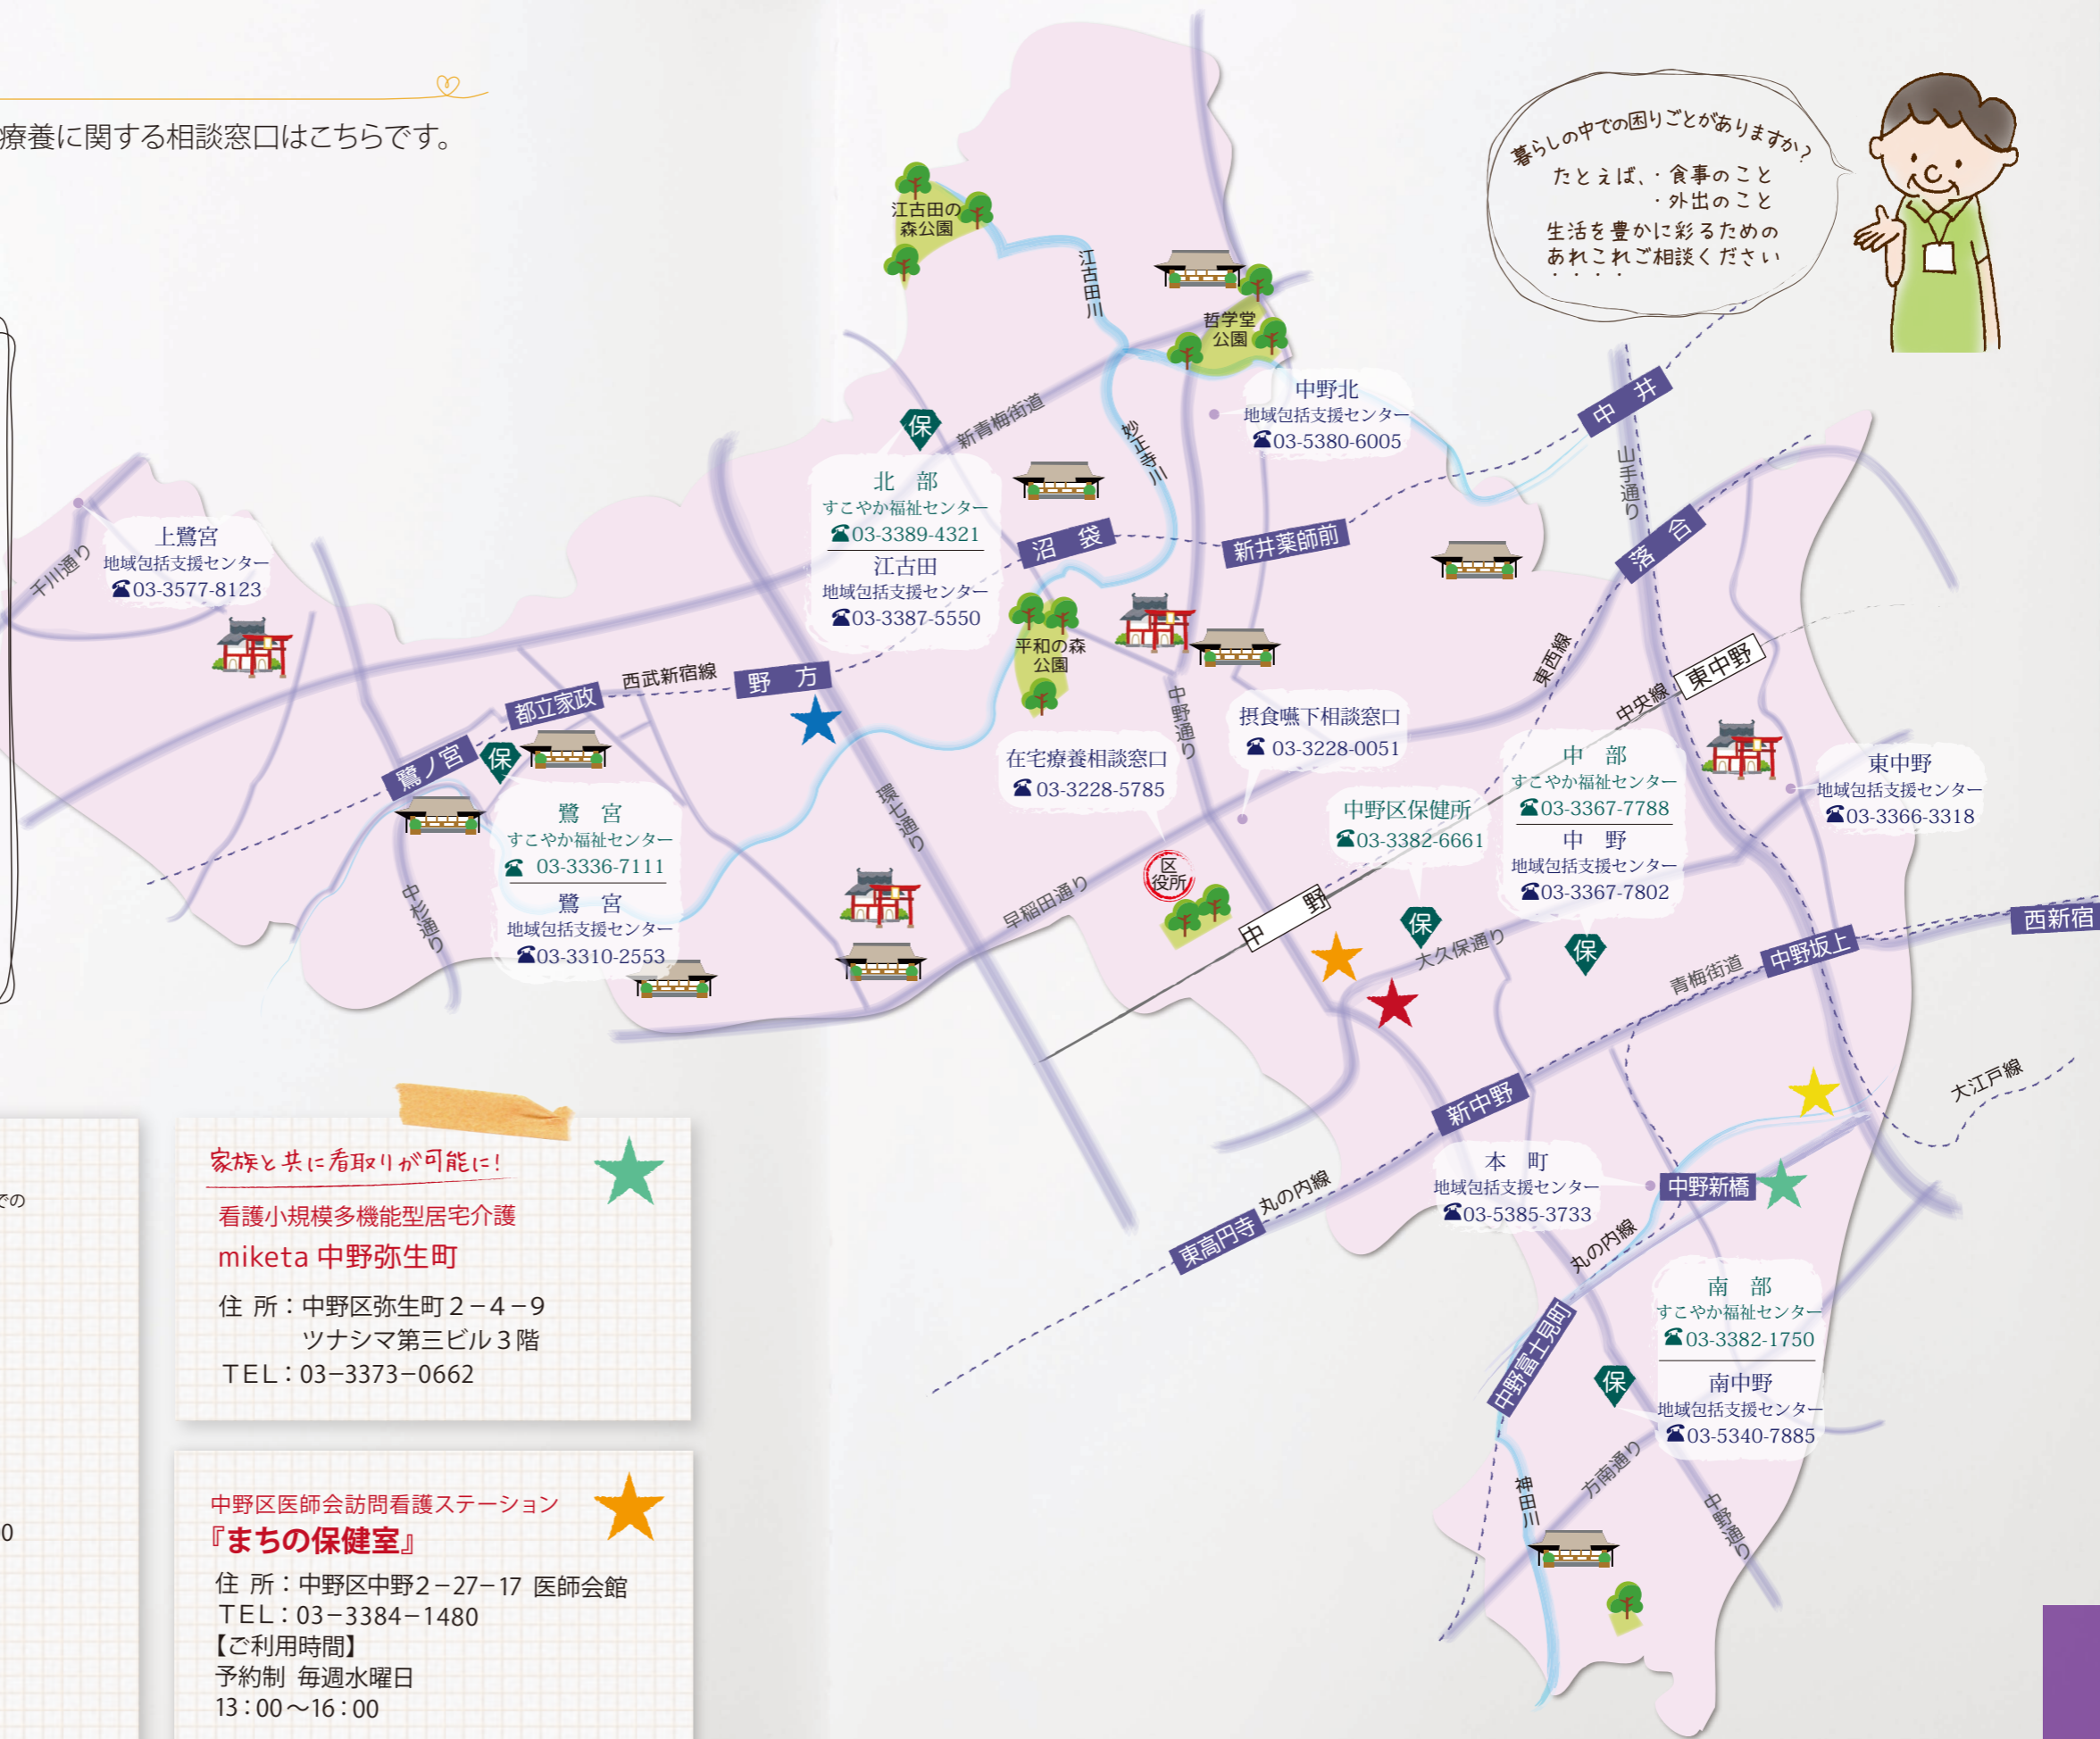 療養に関する相談窓口はこちらです。
暮らしの中での困りごとがありますか？
たとえば、・食事のこと
・外出のこと
生活を豊かに彩るための
あれこれご相談ください
江古田の
森公園
江古田川
哲学堂
公園
中野北
地域包括支援センター
☎03-5380-6005
中　井
山手通り
新青梅街道
妙正寺川
保
北　部
すこやか福祉センター
☎03-3389-4321
江古田
地域包括支援センター
☎03-3387-5550
沼　袋
新井薬師前
落　合
上鷺宮
地域包括支援センター
☎03-3577-8123
千川通り
平和の森
公園
東西線
中央線
東中野
西武新宿線
野　方
都立家政
鷺ノ宮
保
中野通り
摂食嚥下相談窓口
☎ 03-3228-0051
在宅療養相談窓口
☎ 03-3228-5785
中野区保健所
☎03-3382-6661
中　部
すこやか福祉センター
☎03-3367-7788
中　野
地域包括支援センター
☎03-3367-7802
東中野
地域包括支援センター
☎03-3366-3318
鷺　宮
すこやか福祉センター
☎ 03-3336-7111
鷺　宮
地域包括支援センター
☎03-3310-2553
環七通り
中杉通り
早稲田通り
区
役所
中　野
保
大久保通り
保
青梅街道
中野坂上
西新宿
大江戸線
新中野
丸の内線
東高円寺
本　町
地域包括支援センター
☎03-5385-3733
中野新橋
丸の内線
中野富士見町
南　部
すこやか福祉センター
☎03-3382-1750
南中野
地域包括支援センター
☎03-5340-7885
保
方南通り
神田川
中野通り
での
0
家族と共に看取りが可能に！
看護小規模多機能型居宅介護
miketa 中野弥生町
住 所：中野区弥生町２−４−９
ツナシマ第三ビル３階
ＴＥＬ：03−3373−0662
中野区医師会訪問看護ステーション
『まちの保健室』
住 所：中野区中野２−27−17 医師会館
ＴＥＬ：03−3384−1480
【ご利用時間】
予約制 毎週水曜日
13：00～16：00